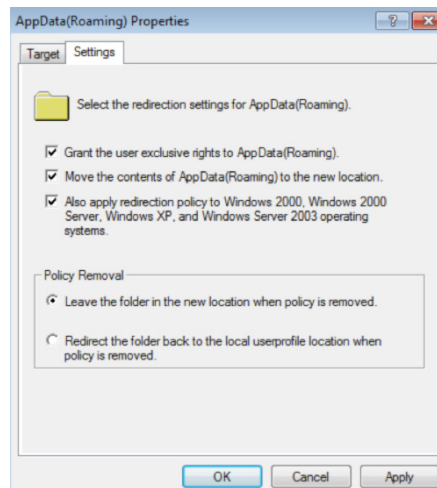 AppData(Roaming) Properties
Target
Settings
Select the redirection settings for AppData(Roaming).
Grant the user exclusive rights to AppData(Roaming).
Move the contents of AppData(Roaming) to the new location.
Also apply redirection policy to Windows 2000, Windows 2000
Server, Windows XP, and Windows Server 2003 operating
systems.
Policy Removal
Leave the folder in the new location when policy is removed.
Redirect the folder back to the local userprofile location when
policy is removed.
OK
Cancel
Apply